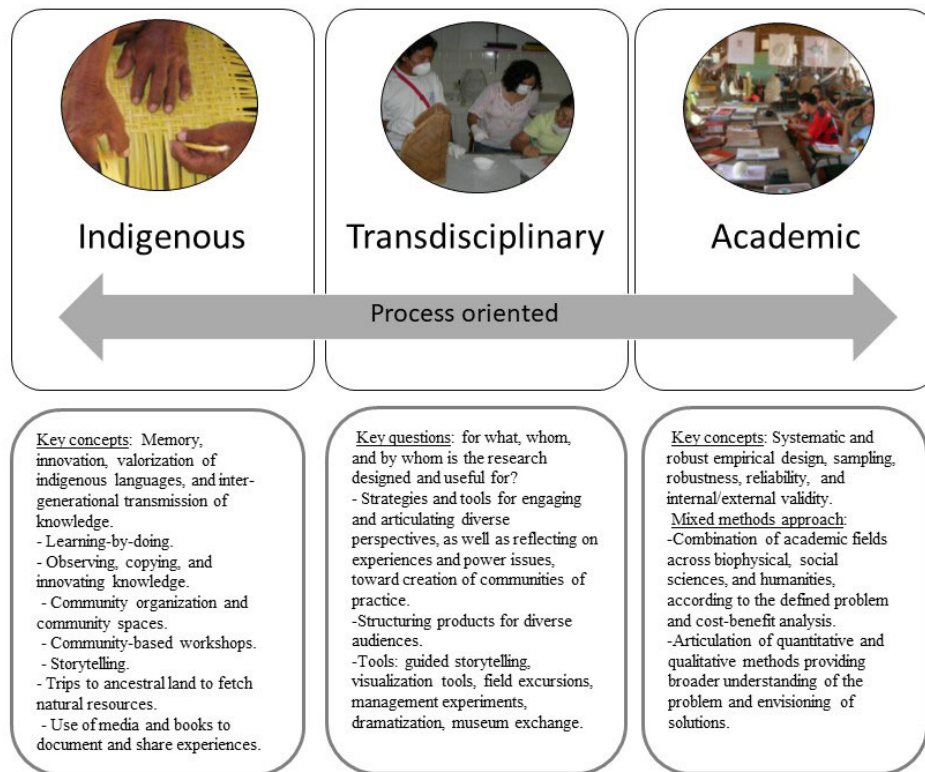 Indigenous
Transdisciplinary
Academic
Process oriented
Key concepts: Memory,
innovation, valorization of
indigenous languages, and inter-
generational transmission of
knowledge.
- Learning-by-doing.
- Observing, copying, and
innovating knowledge.
- Community organization and
community spaces.
- Community-based workshops.
- Storytelling.
- Trips to ancestral land to fetch
natural resources.
- Use of media and books to
document and share experiences.
Key questions: for what, whom,
and by whom is the research
designed and useful for?
- Strategies and tools for engaging
and articulating diverse
perspectives, as well as reflecting on
experiences and power issues,
toward creation of communities of
practice.
-Structuring products for diverse
audiences.
-Tools: guided storytelling,
visualization tools, field excursions,
management experiments,
dramatization, museum exchange.
Key concepts: Systematic and
robust empirical design, sampling,
robustness, reliability, and
internal/external validity.
Mixed methods approach:
-Combination of academic fields
across biophysical, social
sciences, and humanities,
according to the defined problem
and cost-benefit analysis.
-Articulation of quantitative and
qualitative methods providing
broader understanding of the
problem and envisioning of
solutions.